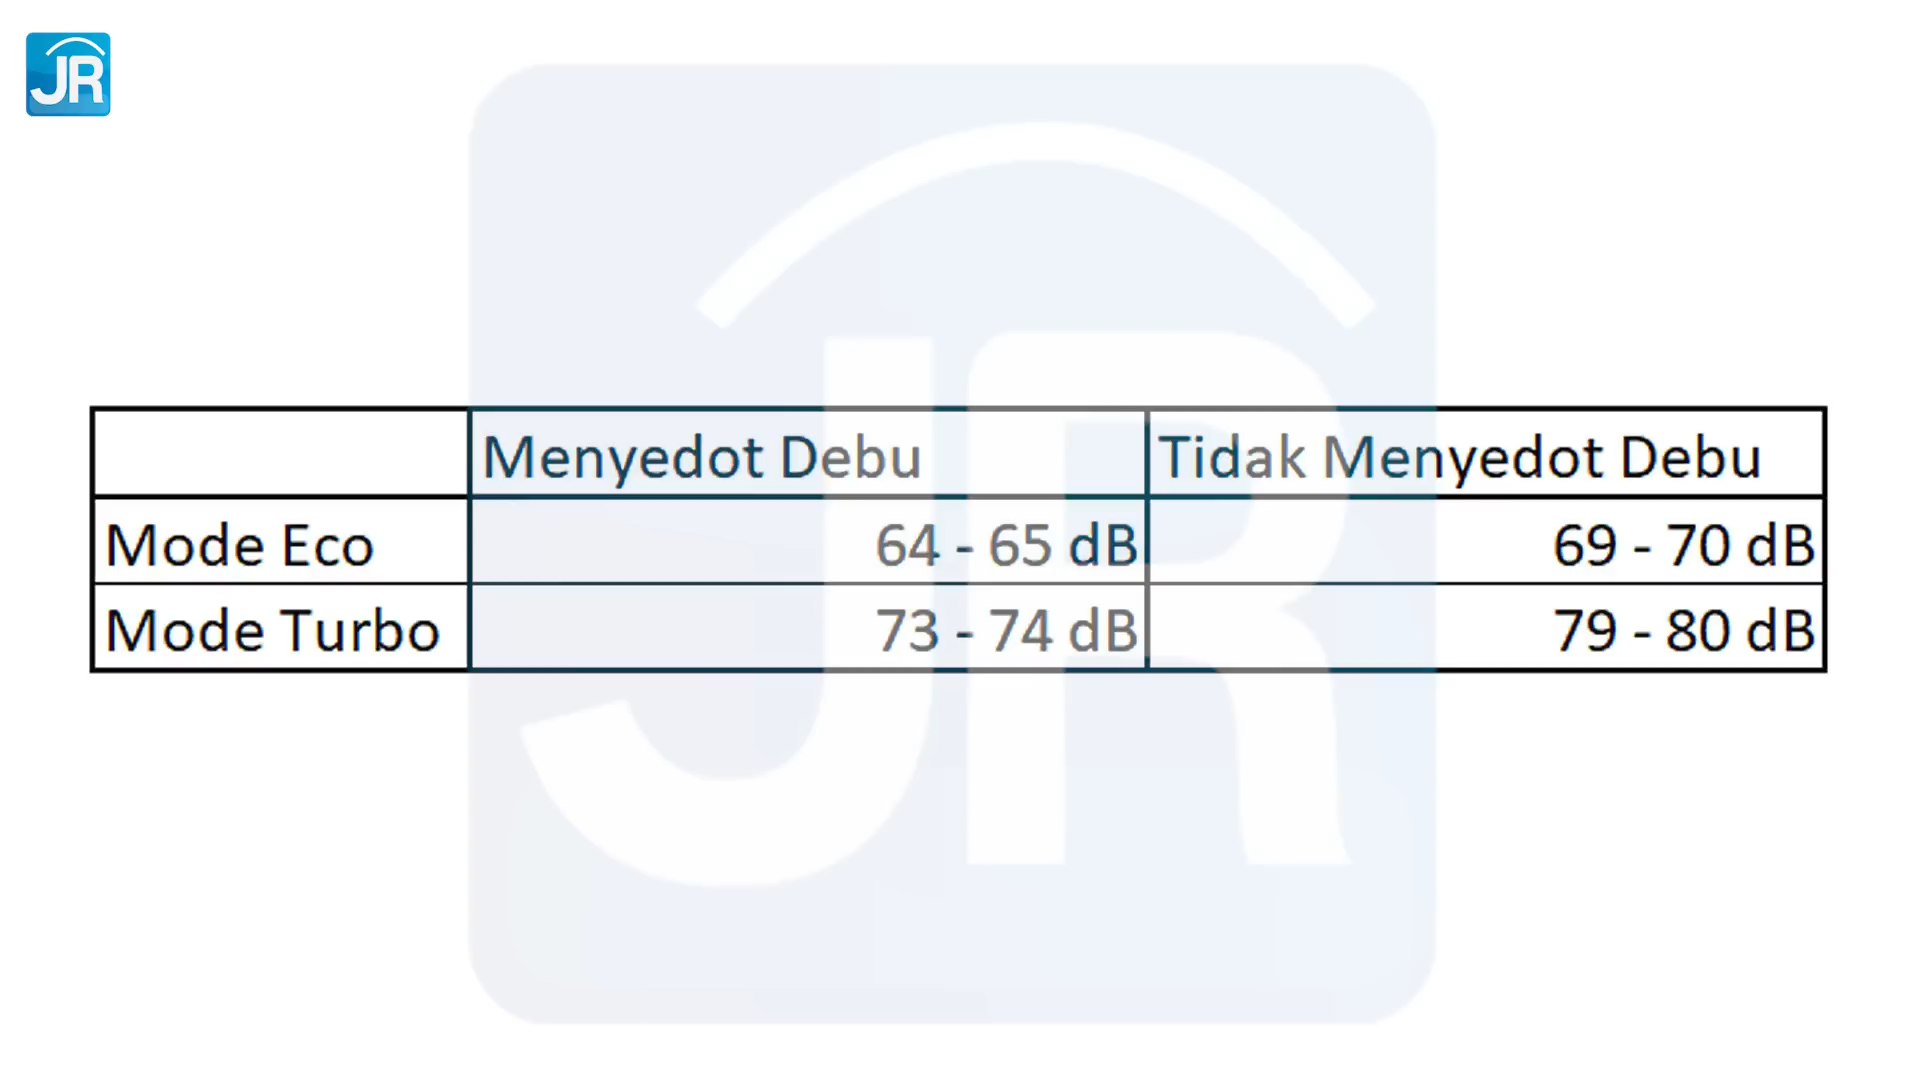 JR
Menyedot Debu Tidak Menyedot Debu
Mode Eco 64 - 65 dB 69 - 70 dB
Mode Turbo 73 - 74 dB 79 - 80 dB
JR